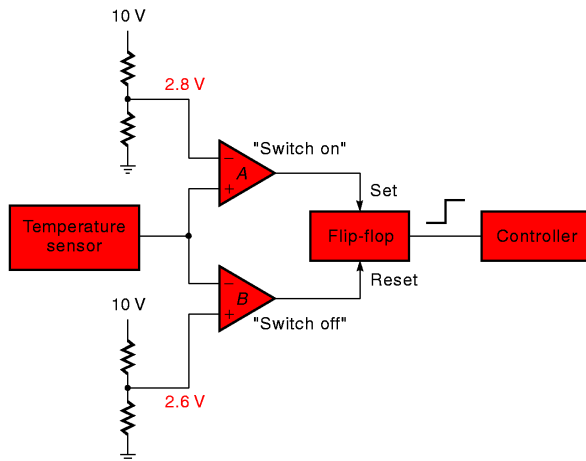 10 V
2.8 V
"Switch on"
−
A
+
Set
Temperature
sensor
Flip-flop
Controller
−
B
+
Reset
"Switch off"
10 V
2.6 V